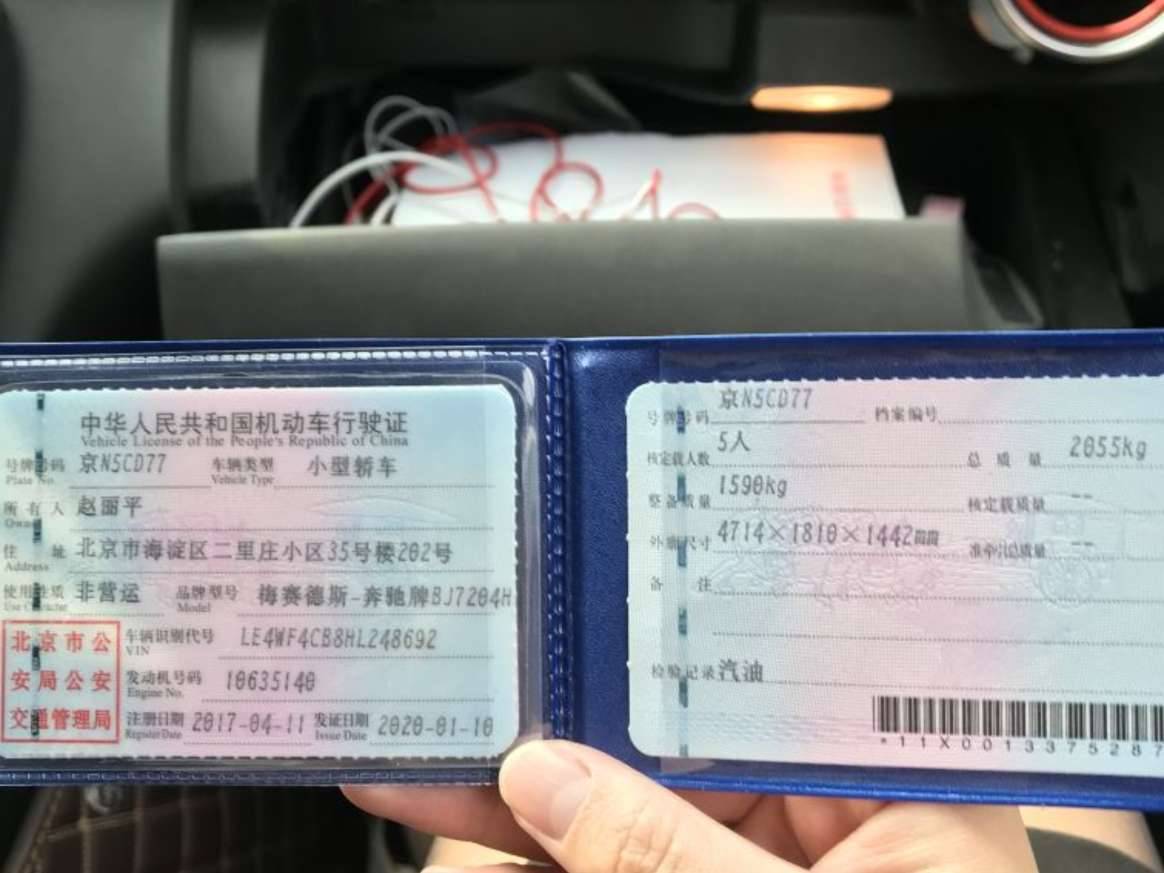 中华人民共和国机动车行驶证
Vehicle License of the People's Republic of China
号牌号码 京N5CD77 车辆类型 小型轿车
Plate No. Vehicle Type
所有人 赵丽平
Owner
住址 北京市海淀区二里庄小区35号楼202号
Address
使用性质 非营运 品牌型号 梅赛德斯-奔驰牌BJ7204H
Use Character Model
北京市公
安局公安
交通管理局
车辆识别代号 LE4WF4CB8HL248692
VIN
发动机号码 10635140
Engine No.
注册日期 2017-04-11 发证日期 2020-01-10
Register Date Issue Date
号牌号码 京N5CD77 档案编号
核定载人数 5人 总质量 2055kg
整备质量 1590kg 核定载质量 --
外廓尺寸 4714×1810×1442mm 准牵引总质量 --
备注
检验记录 汽油
*11X0013375287